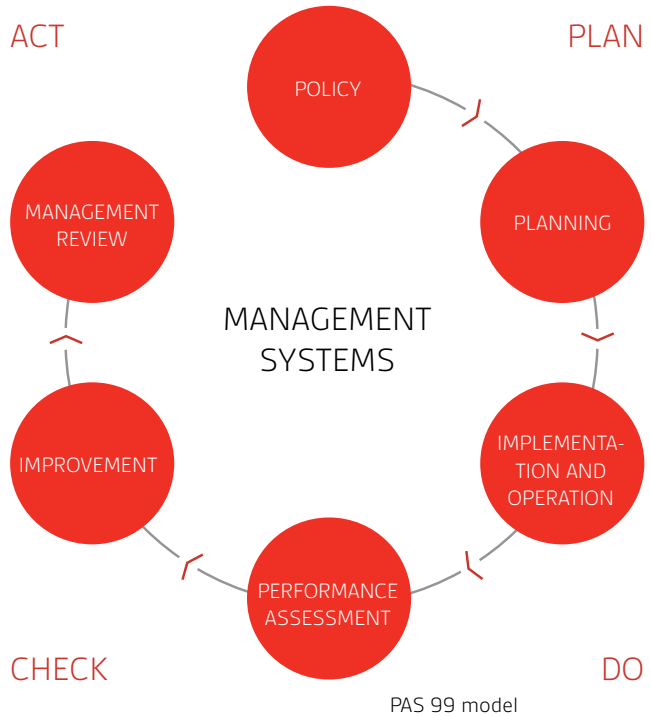 ACT
PLAN
POLICY
PLANNING
IMPLEMENTA-
TION AND
OPERATION
PERFORMANCE
ASSESSMENT
IMPROVEMENT
MANAGEMENT
REVIEW
MANAGEMENT
SYSTEMS
CHECK
DO
PAS 99 model